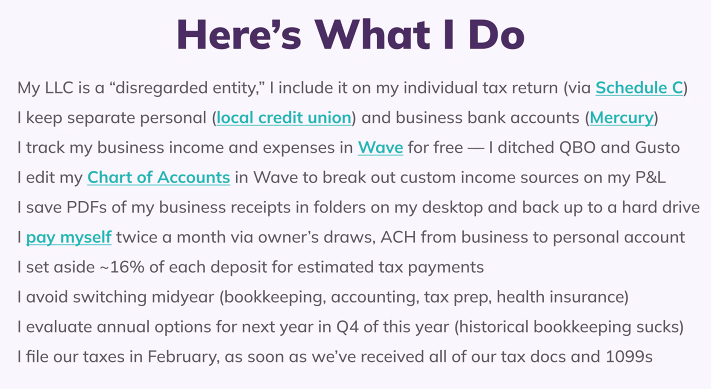 Here’s What I Do
My LLC is a “disregarded entity,” I include it on my individual tax return (via Schedule C)
I keep separate personal (local credit union) and business bank accounts (Mercury)
I track my business income and expenses in Wave for free — I ditched QBO and Gusto
I edit my Chart of Accounts in Wave to break out custom income sources on my P&L
I save PDFs of my business receipts in folders on my desktop and back up to a hard drive
I pay myself twice a month via owner’s draws, ACH from business to personal account
I set aside ~16% of each deposit for estimated tax payments
I avoid switching midyear (bookkeeping, accounting, tax prep, health insurance)
I evaluate annual options for next year in Q4 of this year (historical bookkeeping sucks)
I file our taxes in February, as soon as we’ve received all of our tax docs and 1099s